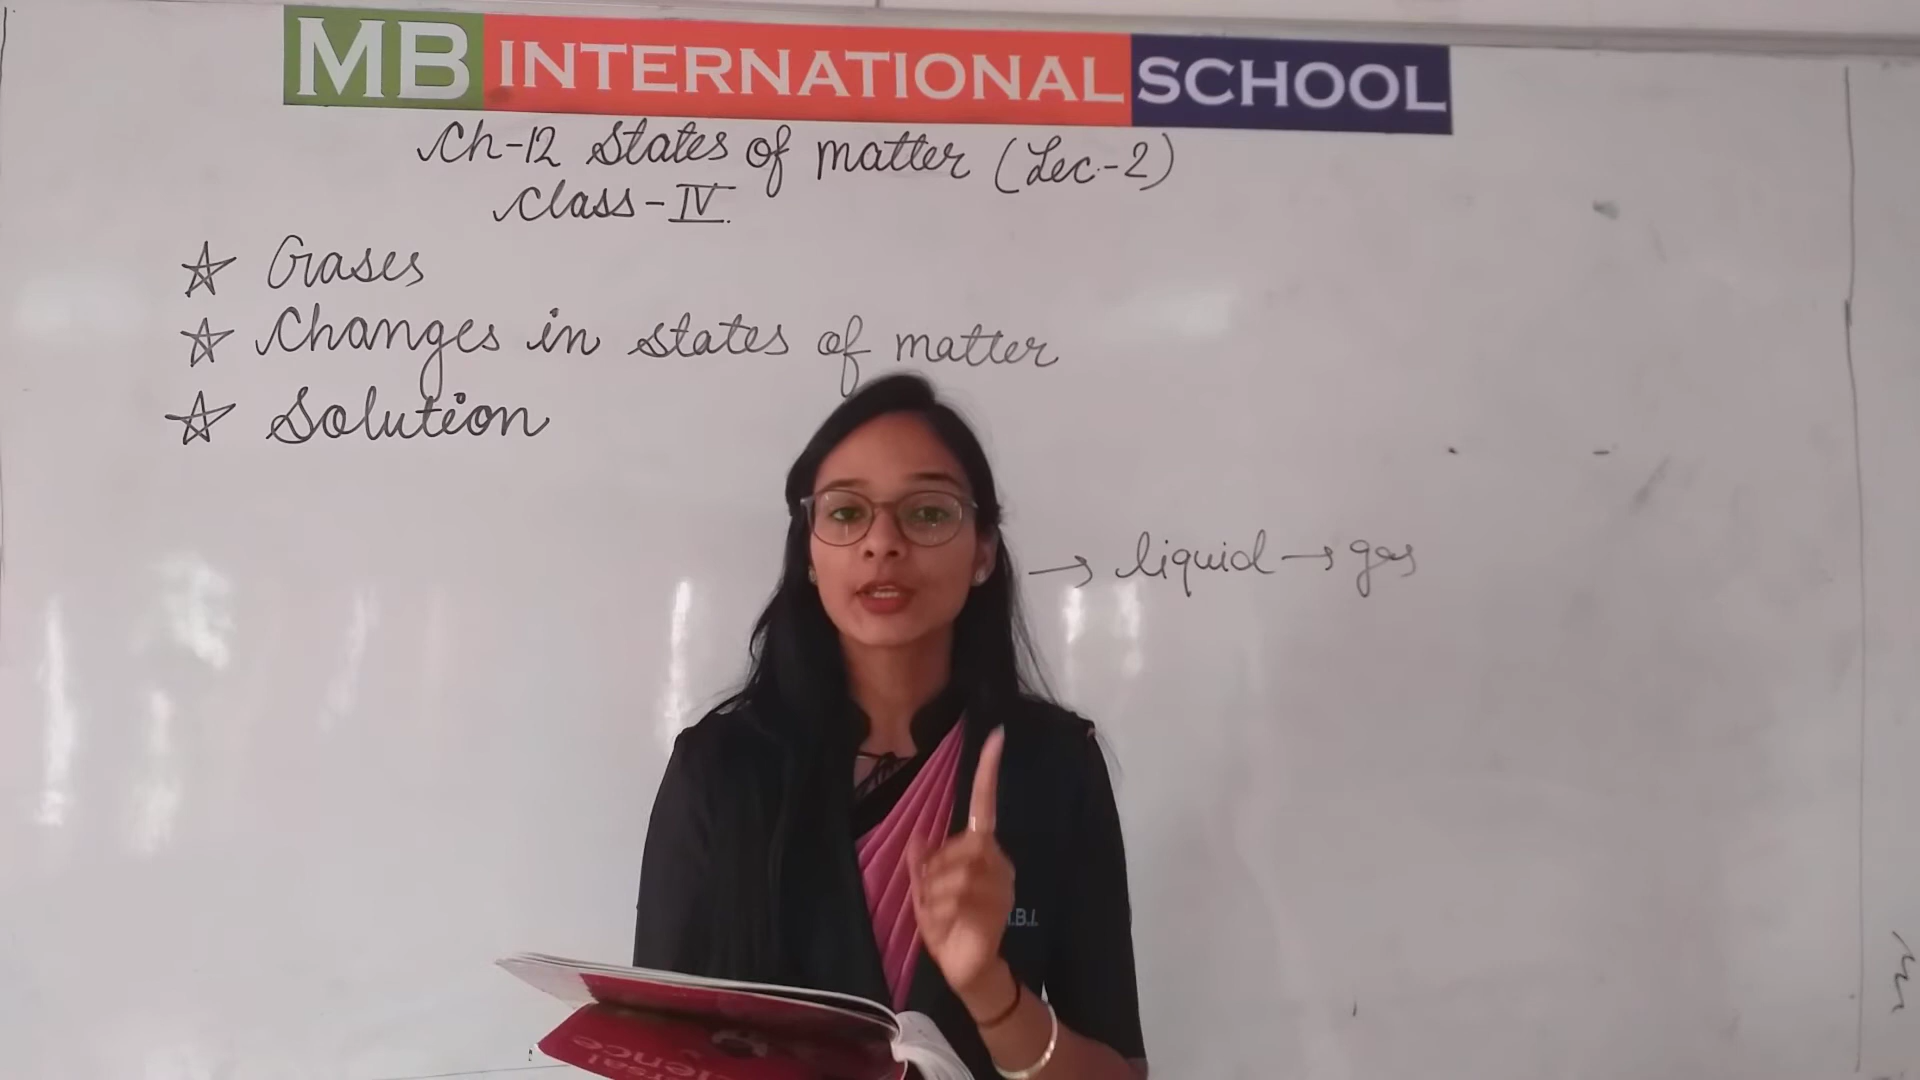 MB INTERNATIONAL SCHOOL
Ch-12 States of matter (Lec.-2)
Class-IV.
☆ Gases
☆ Changes in states of matter
☆ Solution
→ liquid → gas
.B.I.